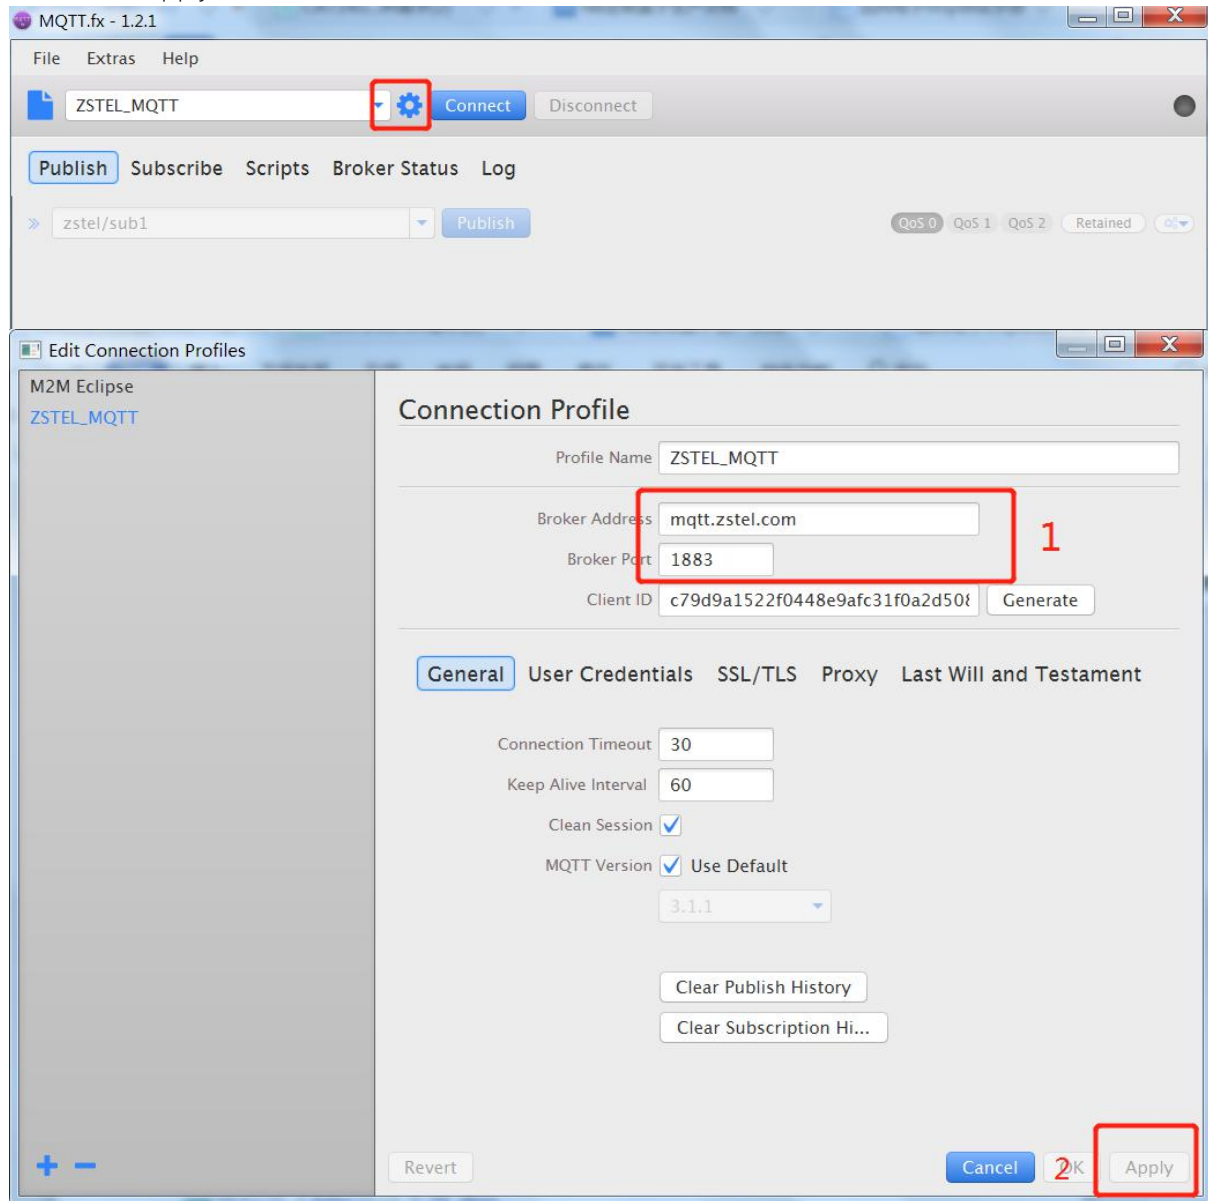 MQTT.fx - 1.2.1
File Extras Help
ZSTEL_MQTT Connect Disconnect
Publish Subscribe Scripts Broker Status Log
zstel/sub1 Publish QoS 0 QoS 1 QoS 2 Retained
Edit Connection Profiles
M2M Eclipse
ZSTEL_MQTT
Connection Profile
Profile Name ZSTEL_MQTT
Broker Address mqtt.zstel.com
1
Broker Port 1883
Client ID c79d9a1522f0448e9afc31f0a2d508 Generate
General User Credentials SSL/TLS Proxy Last Will and Testament
Connection Timeout 30
Keep Alive Interval 60
Clean Session
MQTT Version Use Default
3.1.1
Clear Publish History
Clear Subscription Hi...
Revert Cancel 2 OK Apply